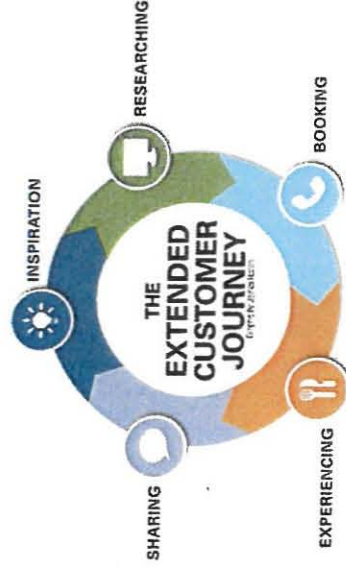 INSPIRATION
RESEARCHING
BOOKING
EXPERIENCING
SHARING
THE
EXTENDED
CUSTOMER
JOURNEY